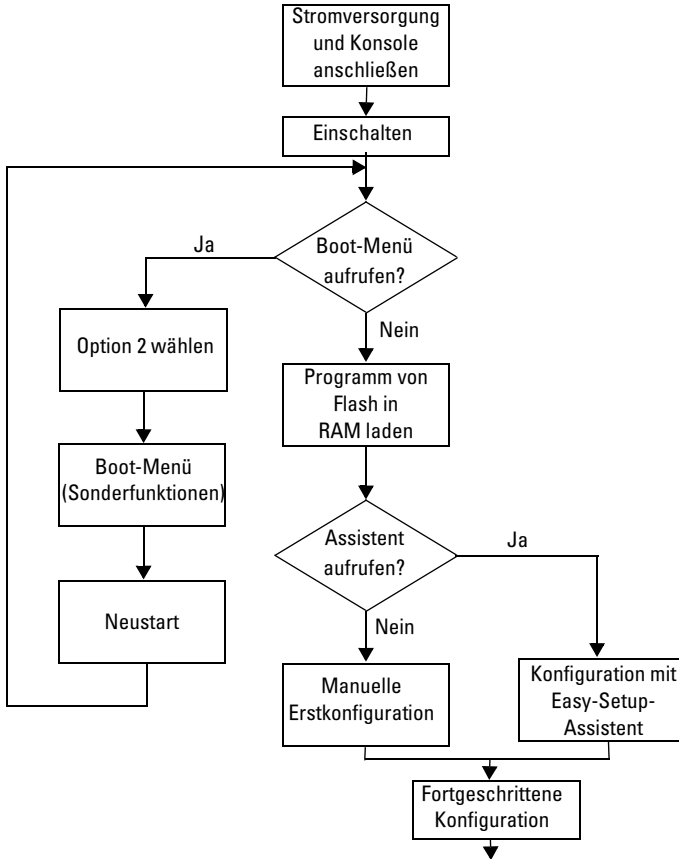 Stromversorgung
und Konsole
anschließen
Einschalten
Boot-Menü
aufrufen?
Ja
Nein
Option 2 wählen
Programm von
Flash in
RAM laden
Boot-Menü
(Sonderfunktionen)
Assistent
aufrufen?
Ja
Nein
Neustart
Manuelle
Erstkonfiguration
Konfiguration mit
Easy-Setup-
Assistent
Fortgeschrittene
Konfiguration